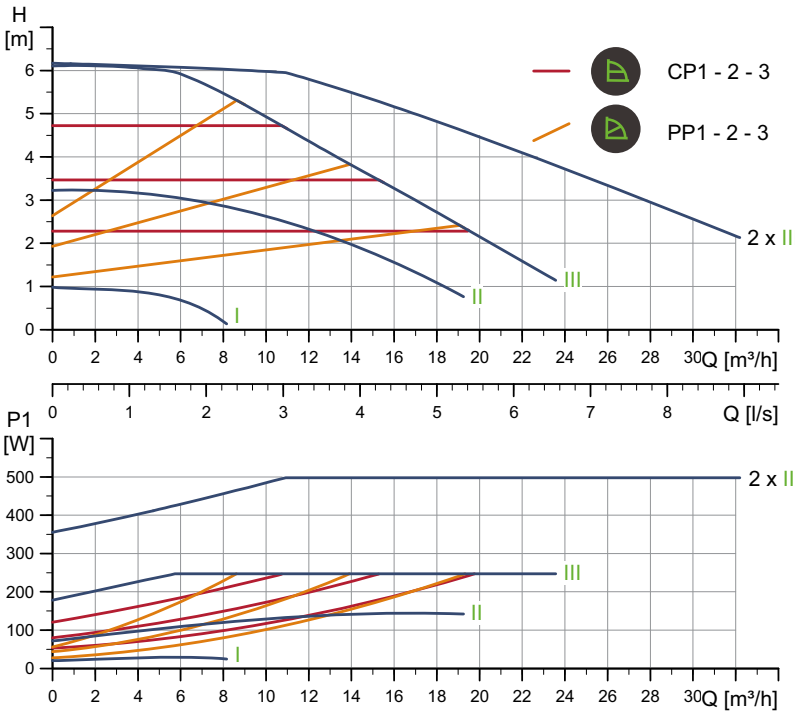 H
[m]
6
5
4
3
2
1
0
CP1 - 2 - 3
PP1 - 2 - 3
2 x II
III
II
I
0 2 4 6 8 10 12 14 16 18 20 22 24 26 28 30 Q [m³/h]
0 1 2 3 4 5 6 7 8 Q [l/s]
P1
[W]
500
400
300
200
100
0
2 x II
III
II
I
0 2 4 6 8 10 12 14 16 18 20 22 24 26 28 30 Q [m³/h]